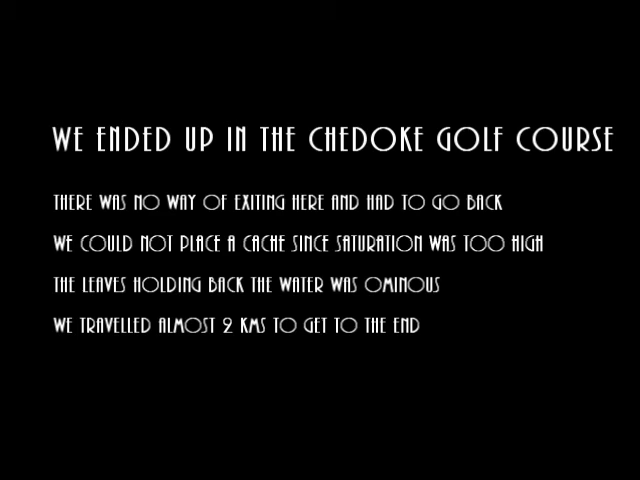 WE ENDED UP IN THE CHEDOKE GOLF COURSE
THERE WAS NO WAY OF EXITING HERE AND HAD TO GO BACK
WE COULD NOT PLACE A CACHE SINCE SATURATION WAS TOO HIGH
THE LEAVES HOLDING BACK THE WATER WAS OMINOUS
WE TRAVELLED ALMOST 2 KMS TO GET TO THE END